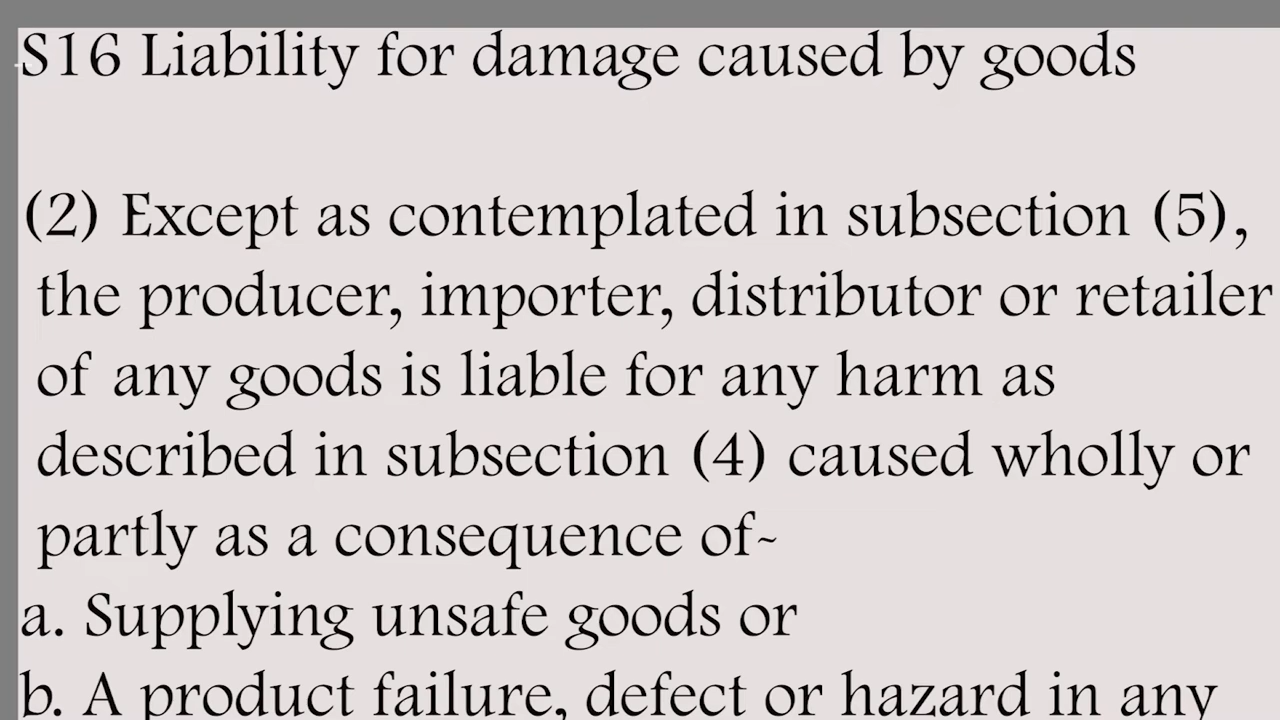 S16 Liability for damage caused by goods
(2) Except as contemplated in subsection (5),
the producer, importer, distributor or retailer
of any goods is liable for any harm as
described in subsection (4) caused wholly or
partly as a consequence of~
a. Supplying unsafe goods or
b. A product failure, defect or hazard in any